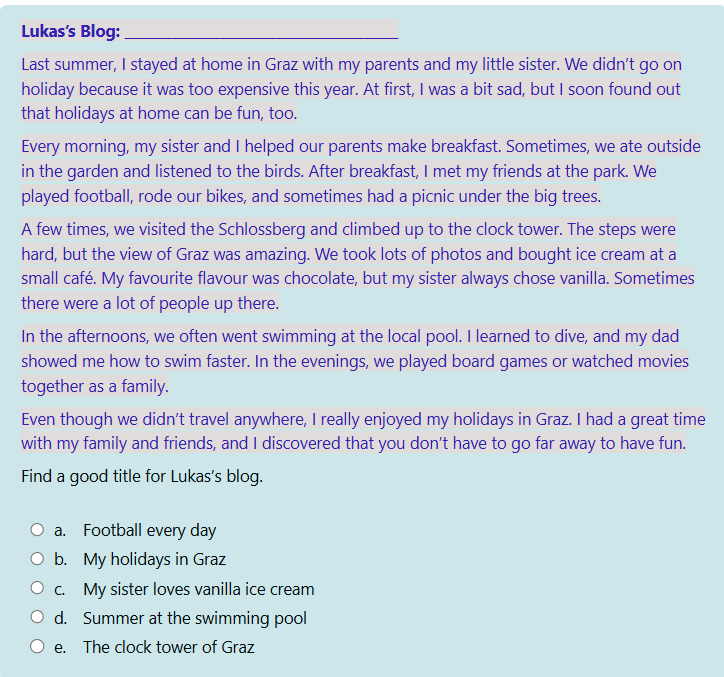 Lukas’s Blog: ___________________________________
Last summer, I stayed at home in Graz with my parents and my little sister. We didn’t go on
holiday because it was too expensive this year. At first, I was a bit sad, but I soon found out
that holidays at home can be fun, too.
Every morning, my sister and I helped our parents make breakfast. Sometimes, we ate outside
in the garden and listened to the birds. After breakfast, I met my friends at the park. We
played football, rode our bikes, and sometimes had a picnic under the big trees.
A few times, we visited the Schlossberg and climbed up to the clock tower. The steps were
hard, but the view of Graz was amazing. We took lots of photos and bought ice cream at a
small café. My favourite flavour was chocolate, but my sister always chose vanilla. Sometimes
there were a lot of people up there.
In the afternoons, we often went swimming at the local pool. I learned to dive, and my dad
showed me how to swim faster. In the evenings, we played board games or watched movies
together as a family.
Even though we didn’t travel anywhere, I really enjoyed my holidays in Graz. I had a great time
with my family and friends, and I discovered that you don’t have to go far away to have fun.
Find a good title for Lukas’s blog.
a. Football every day
b. My holidays in Graz
c. My sister loves vanilla ice cream
d. Summer at the swimming pool
e. The clock tower of Graz